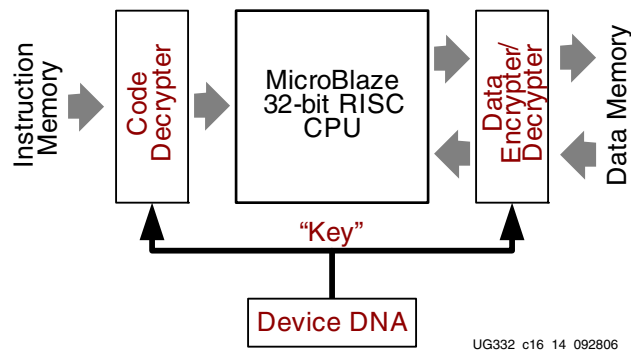 Instruction
Memory
Code
Decrypter
MicroBlaze
32-bit RISC
CPU
Data
Encrypter/
Decrypter
Data Memory
“Key”
Device DNA
UG332_c16_14_092806